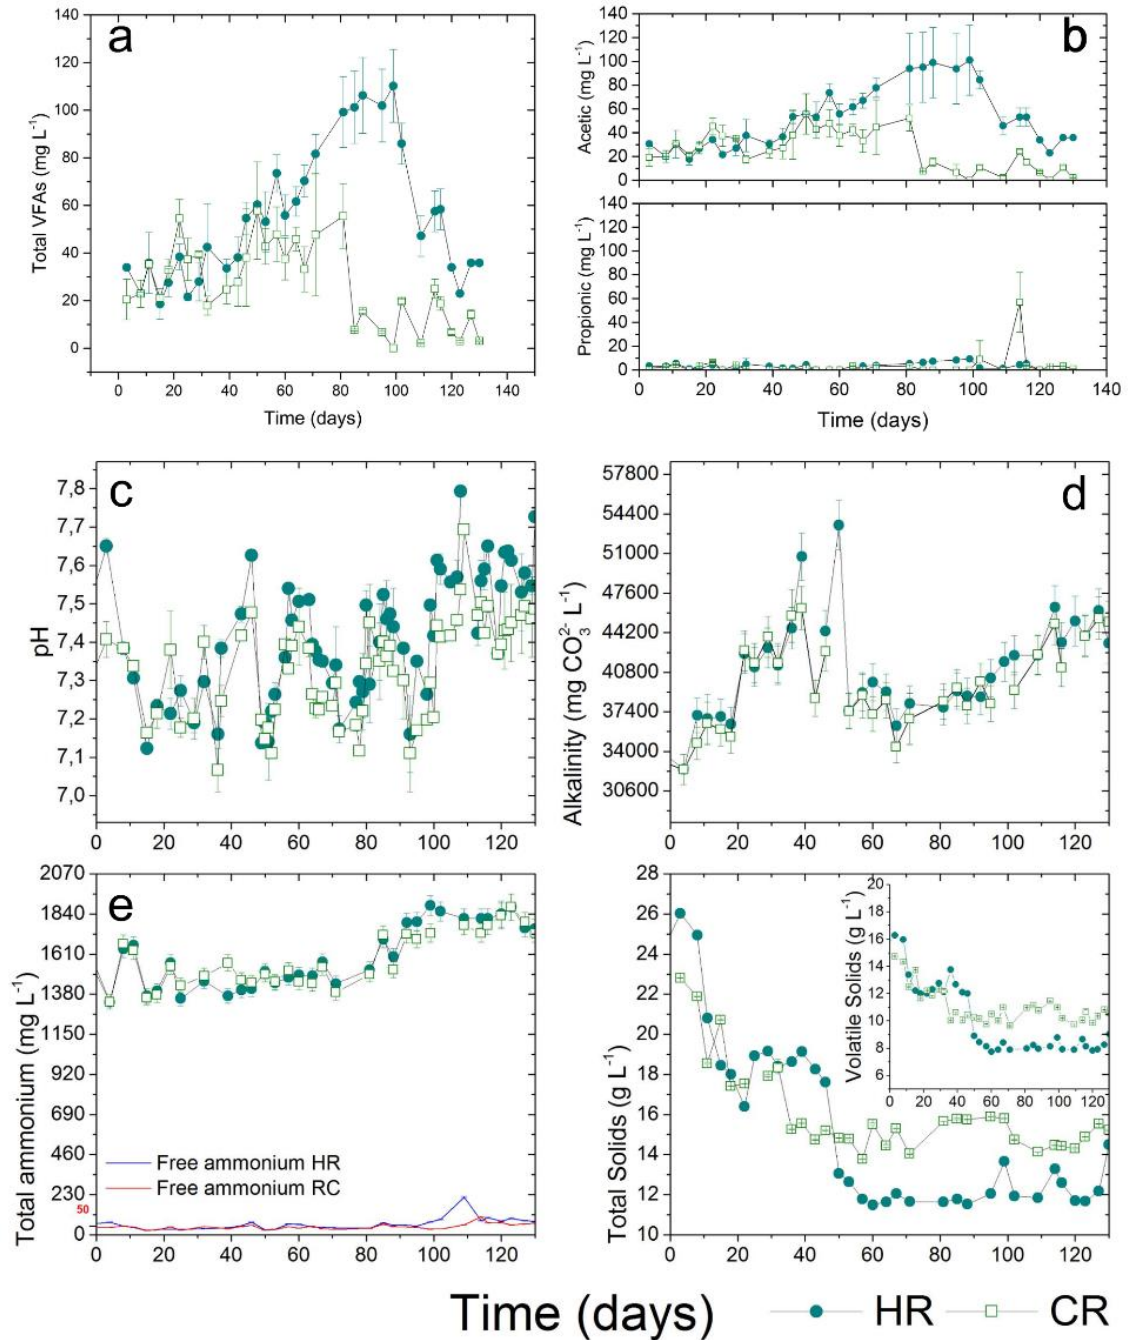 a
Total VFAs (mg L⁻¹)
140
120
100
80
60
40
20
0
0 20 40 60 80 100 120 140
Time (days)
b
Acetic (mg L⁻¹)
140
120
100
80
60
40
20
0
Propionic (mg L⁻¹)
140
120
100
80
60
40
20
0
0 20 40 60 80 100 120 140
Time (days)
c
pH
7,8
7,7
7,6
7,5
7,4
7,3
7,2
7,1
7,0
0 20 40 60 80 100 120
d
Alkalinity (mg CO₃²⁻ L⁻¹)
57800
54400
51000
47600
44200
40800
37400
34000
30600
0 20 40 60 80 100 120
e
Total ammonium (mg L⁻¹)
2070
1840
1610
1380
1150
920
690
460
230
50
0
Free ammonium HR
Free ammonium RC
0 20 40 60 80 100 120
Total Solids (g L⁻¹)
28
26
24
22
20
18
16
14
12
10
0 20 40 60 80 100 120
Volatile Solids (g L⁻¹)
20
18
16
14
12
10
8
6
0 20 40 60 80 100 120
Time (days)
HR CR